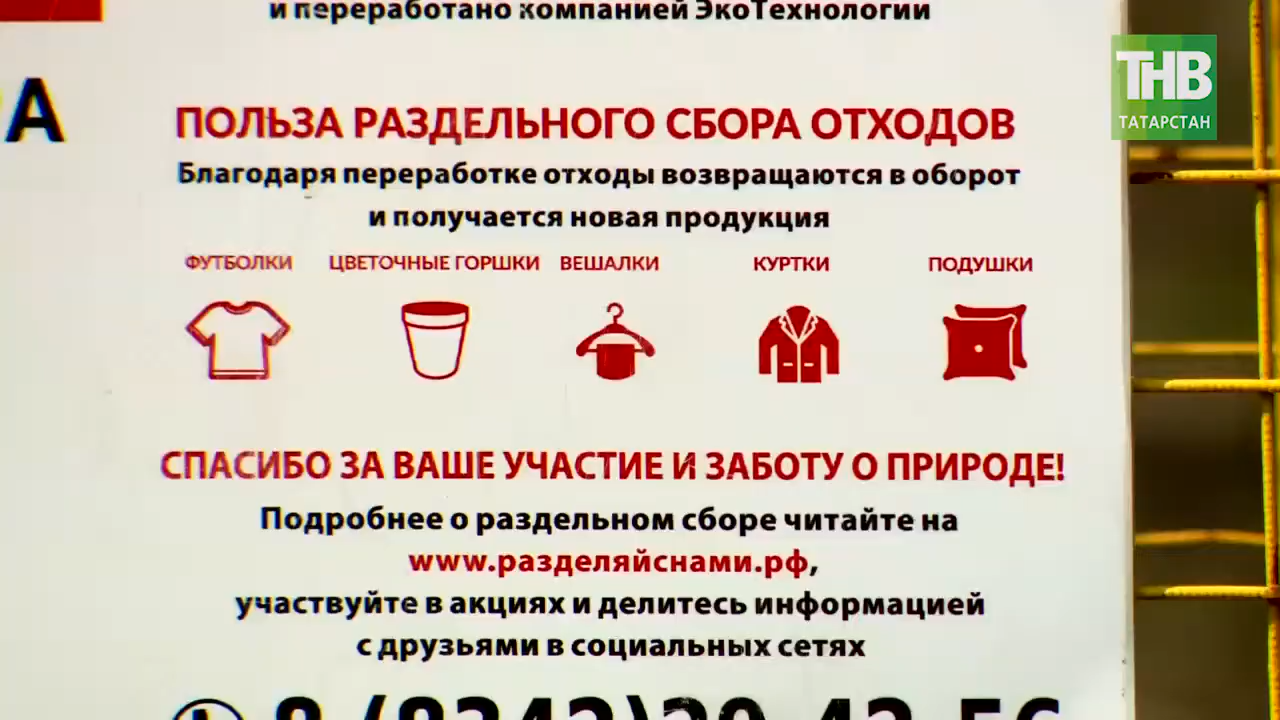 и переработано компанией ЭкоТехнологии
ТНВ
ТАТАРСТАН
А
ПОЛЬЗА РАЗДЕЛЬНОГО СБОРА ОТХОДОВ
Благодаря переработке отходы возвращаются в оборот
и получается новая продукция
ФУТБОЛКИ ЦВЕТОЧНЫЕ ГОРШКИ ВЕШАЛКИ КУРТКИ ПОДУШКИ
СПАСИБО ЗА ВАШЕ УЧАСТИЕ И ЗАБОТУ О ПРИРОДЕ!
Подробнее о раздельном сборе читайте на
www.разделяйснами.рф,
участвуйте в акциях и делитесь информацией
с друзьями в социальных сетях